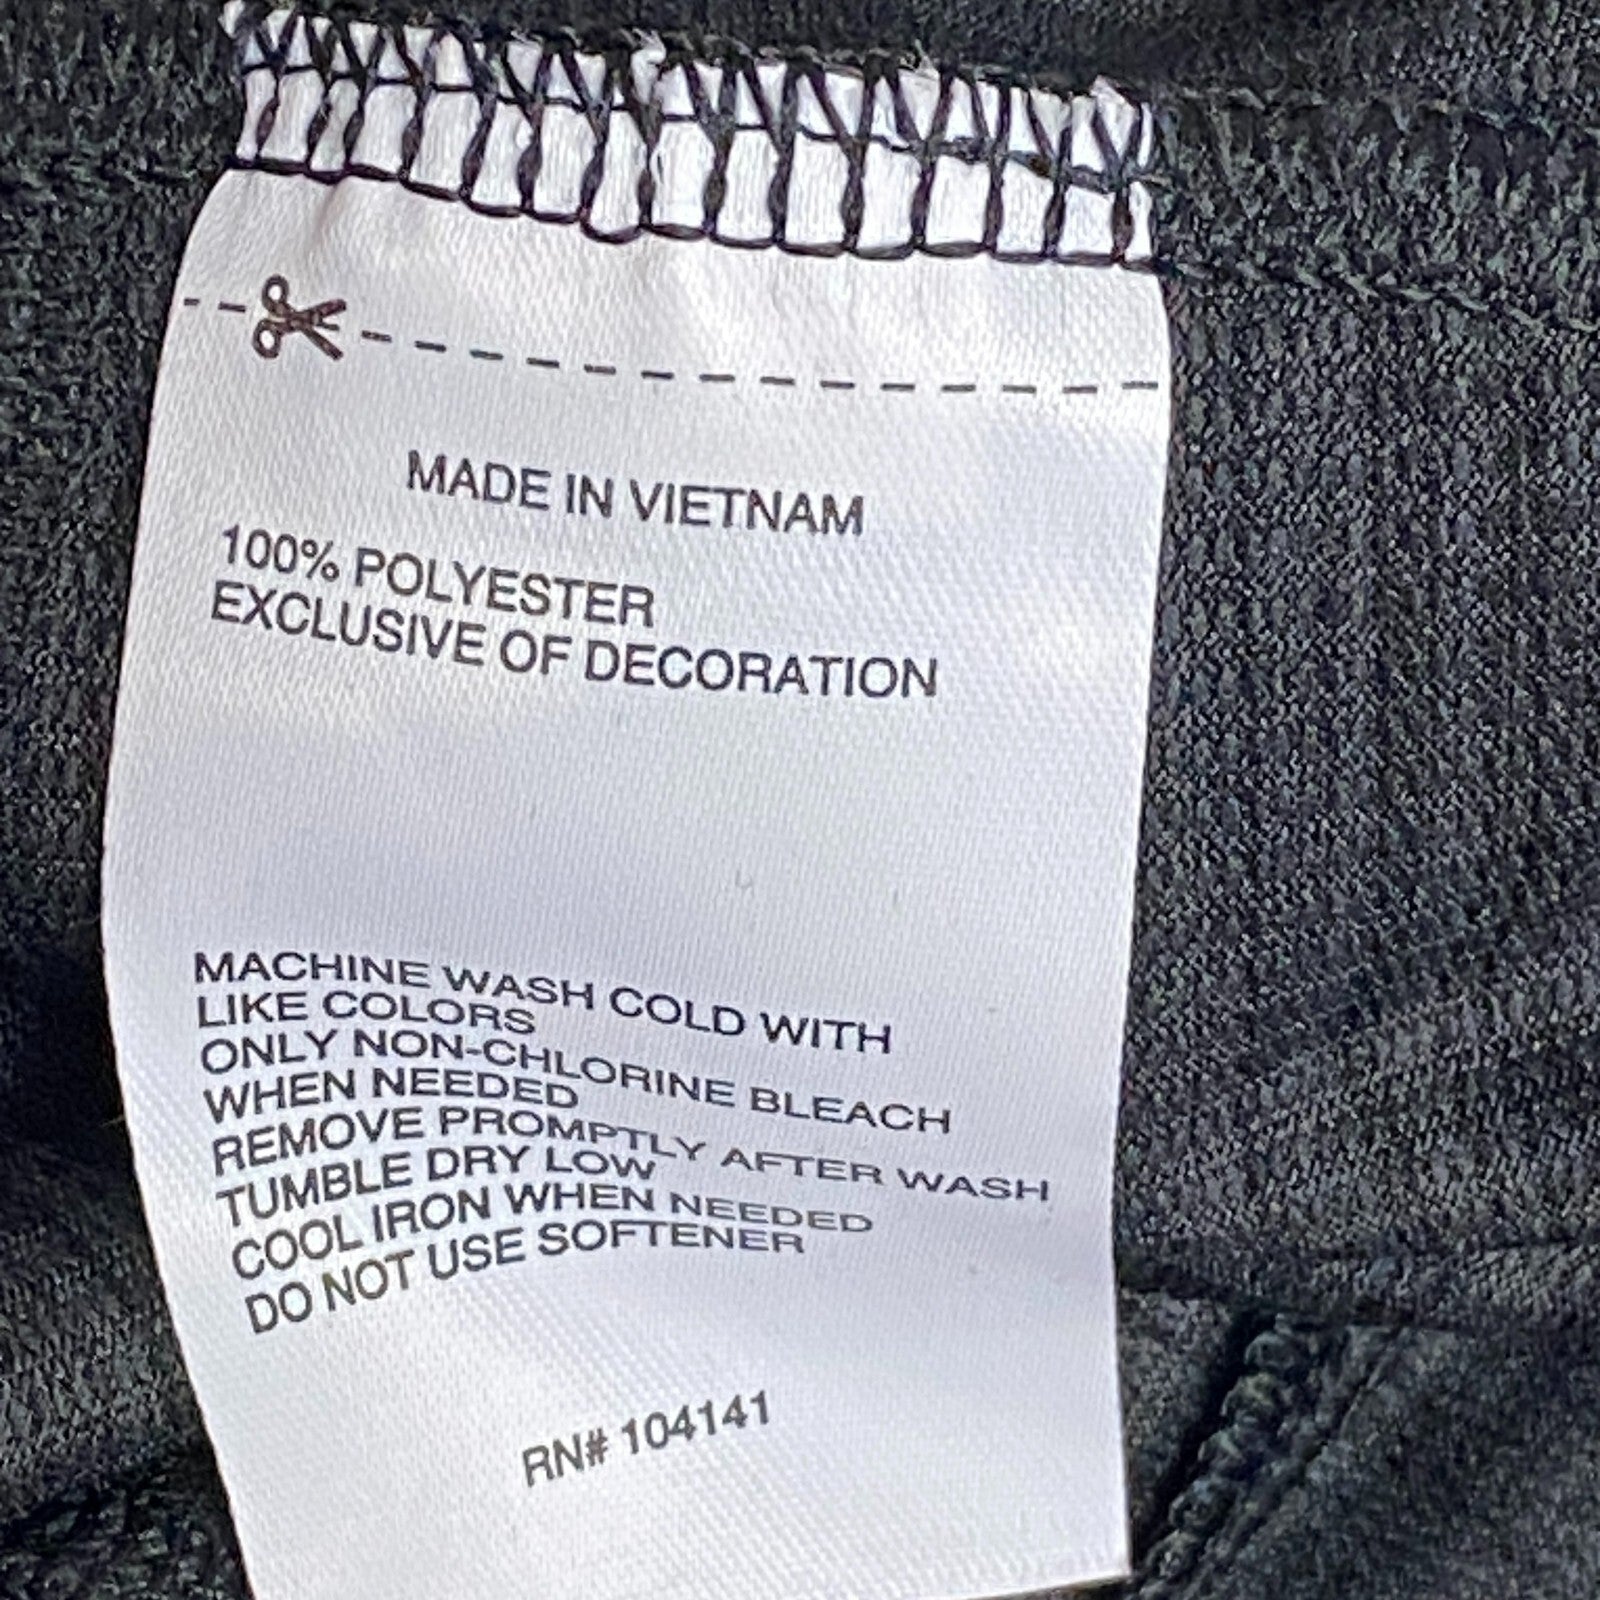 MADE IN VIETNAM
100% POLYESTER
EXCLUSIVE OF DECORATION
MACHINE WASH COLD WITH
LIKE COLORS
ONLY NON-CHLORINE BLEACH
WHEN NEEDED
REMOVE PROMPTLY AFTER WASH
TUMBLE DRY LOW
COOL IRON WHEN NEEDED
DO NOT USE SOFTENER
RN# 104141